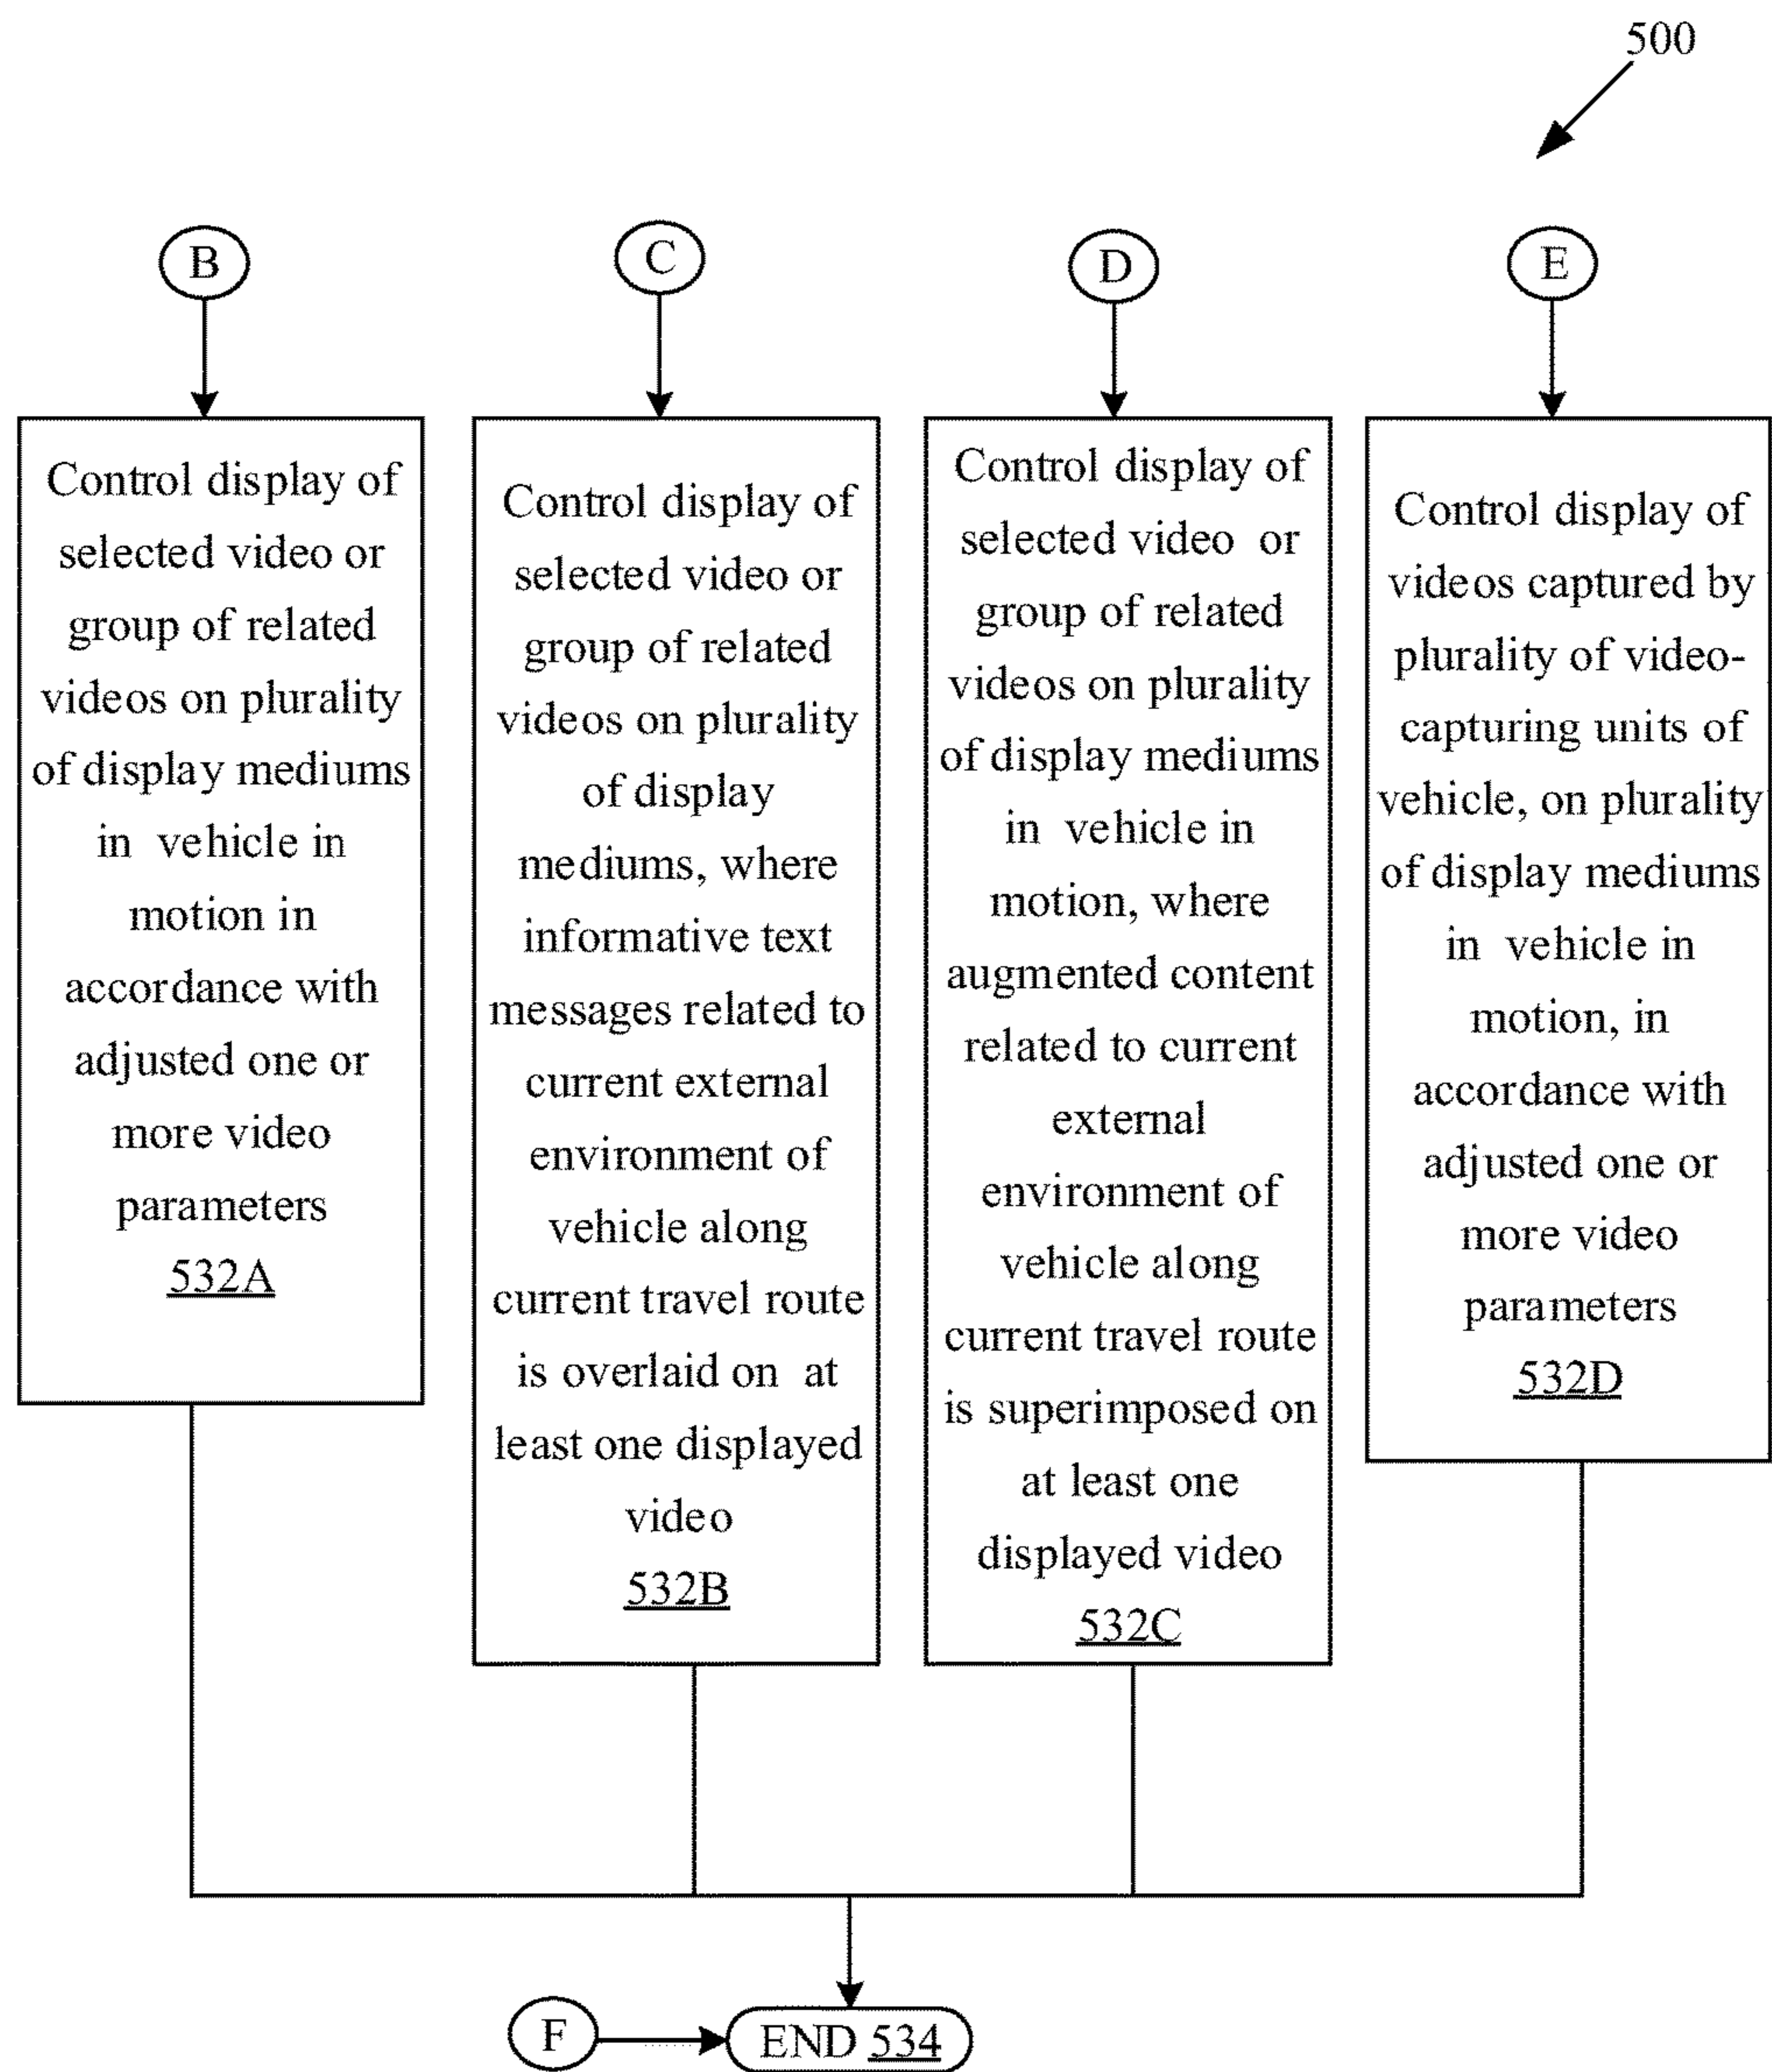 500
B
C
D
E
Control display of
selected video or
group of related
videos on plurality
of display mediums
in vehicle in
motion in
accordance with
adjusted one or
more video
parameters
532A
Control display of
selected video or
group of related
videos on plurality
of display
mediums, where
informative text
messages related to
current external
environment of
vehicle along
current travel route
is overlaid on at
least one displayed
video
532B
Control display of
selected video or
group of related
videos on plurality
of display mediums
in vehicle in
motion, where
augmented content
related to current
external
environment of
vehicle along
current travel route
is superimposed on
at least one
displayed video
532C
Control display of
videos captured by
plurality of video-
capturing units of
vehicle, on plurality
of display mediums
in vehicle in
motion, in
accordance with
adjusted one or
more video
parameters
532D
F
END 534